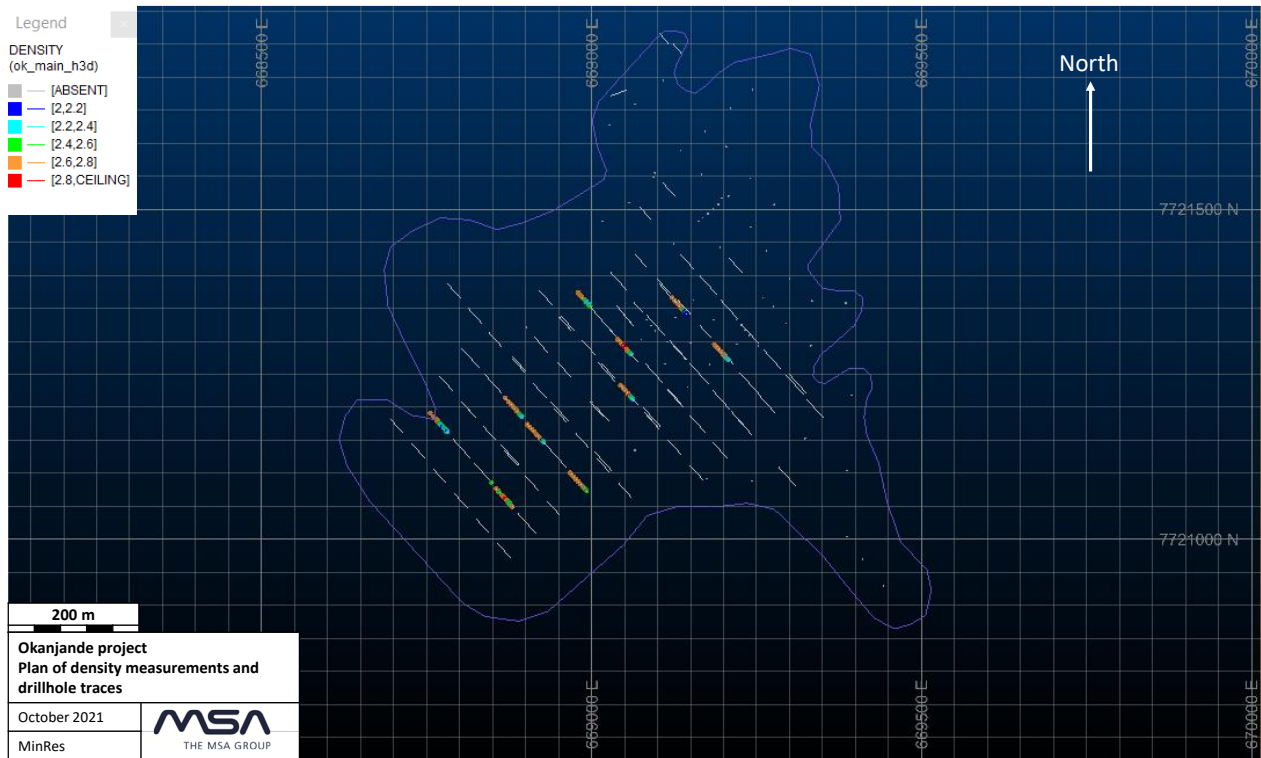 Legend
x
DENSITY
(ok_main_h3d)
[ABSENT]
[2,2.2]
[2.2,2.4]
[2.4,2.6]
[2.6,2.8]
[2.8,CEILING]
668500 E
669000 E
669500 E
670000 E
North
7721500 N
7721000 N
669000 E
669500 E
670000 E
200 m
Okanjande project
Plan of density measurements and
drillhole traces
October 2021
MinRes
MSA
THE MSA GROUP